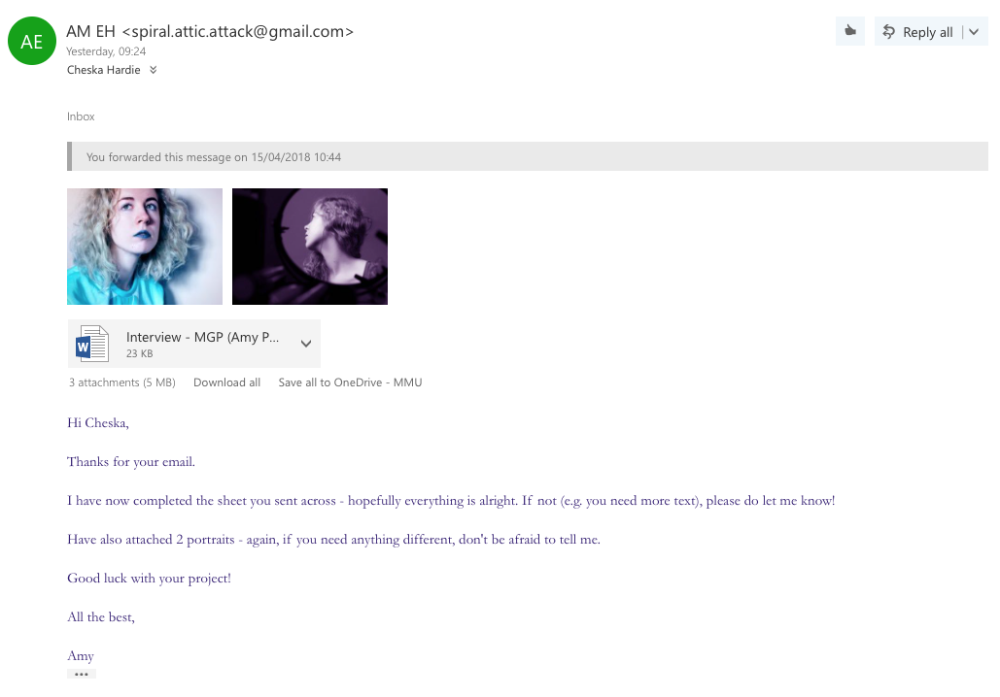 AE
AM EH <spiral.attic.attack@gmail.com>
Reply all
Yesterday, 09:24
Cheska Hardie
Inbox
You forwarded this message on 15/04/2018 10:44
W
Interview - MGP (Amy P...
23 KB
3 attachments (5 MB) Download all Save all to OneDrive - MMU
Hi Cheska,
Thanks for your email.
I have now completed the sheet you sent across - hopefully everything is alright. If not (e.g. you need more text), please do let me know!
Have also attached 2 portraits - again, if you need anything different, don't be afraid to tell me.
Good luck with your project!
All the best,
Amy
...